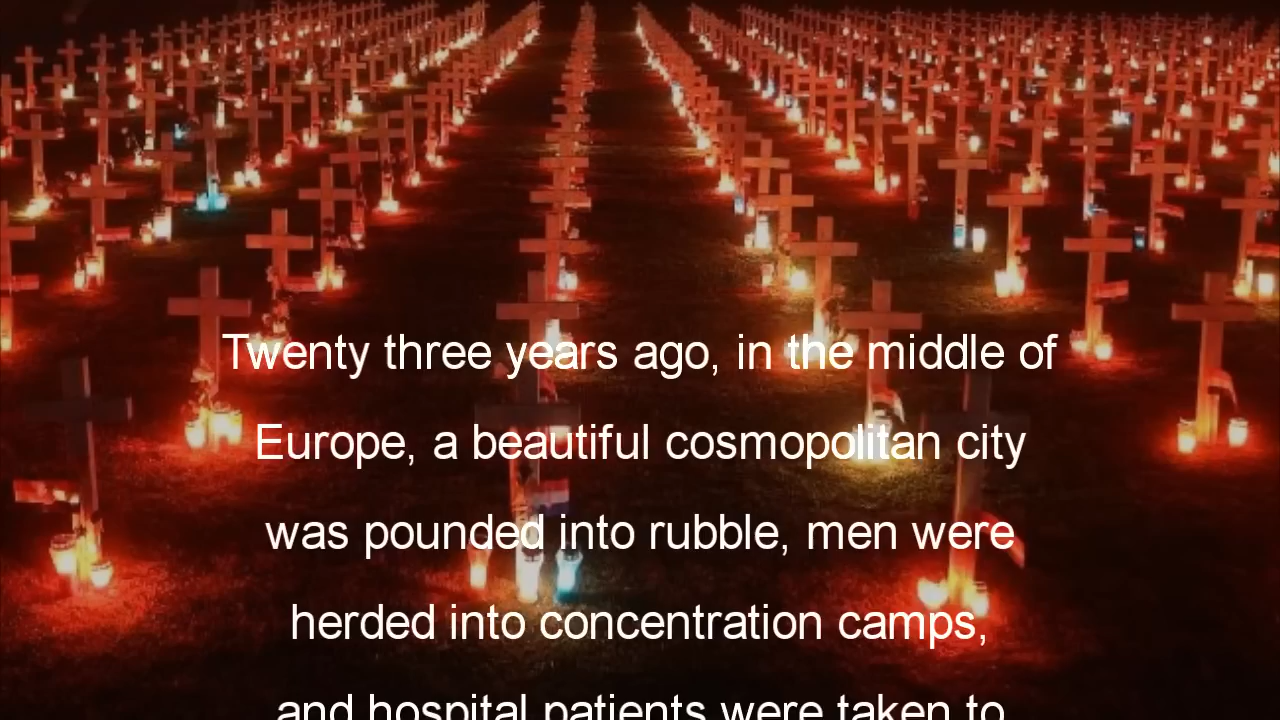 Twenty three years ago, in the middle of
Europe, a beautiful cosmopolitan city
was pounded into rubble, men were
herded into concentration camps,
and hospital patients were taken to